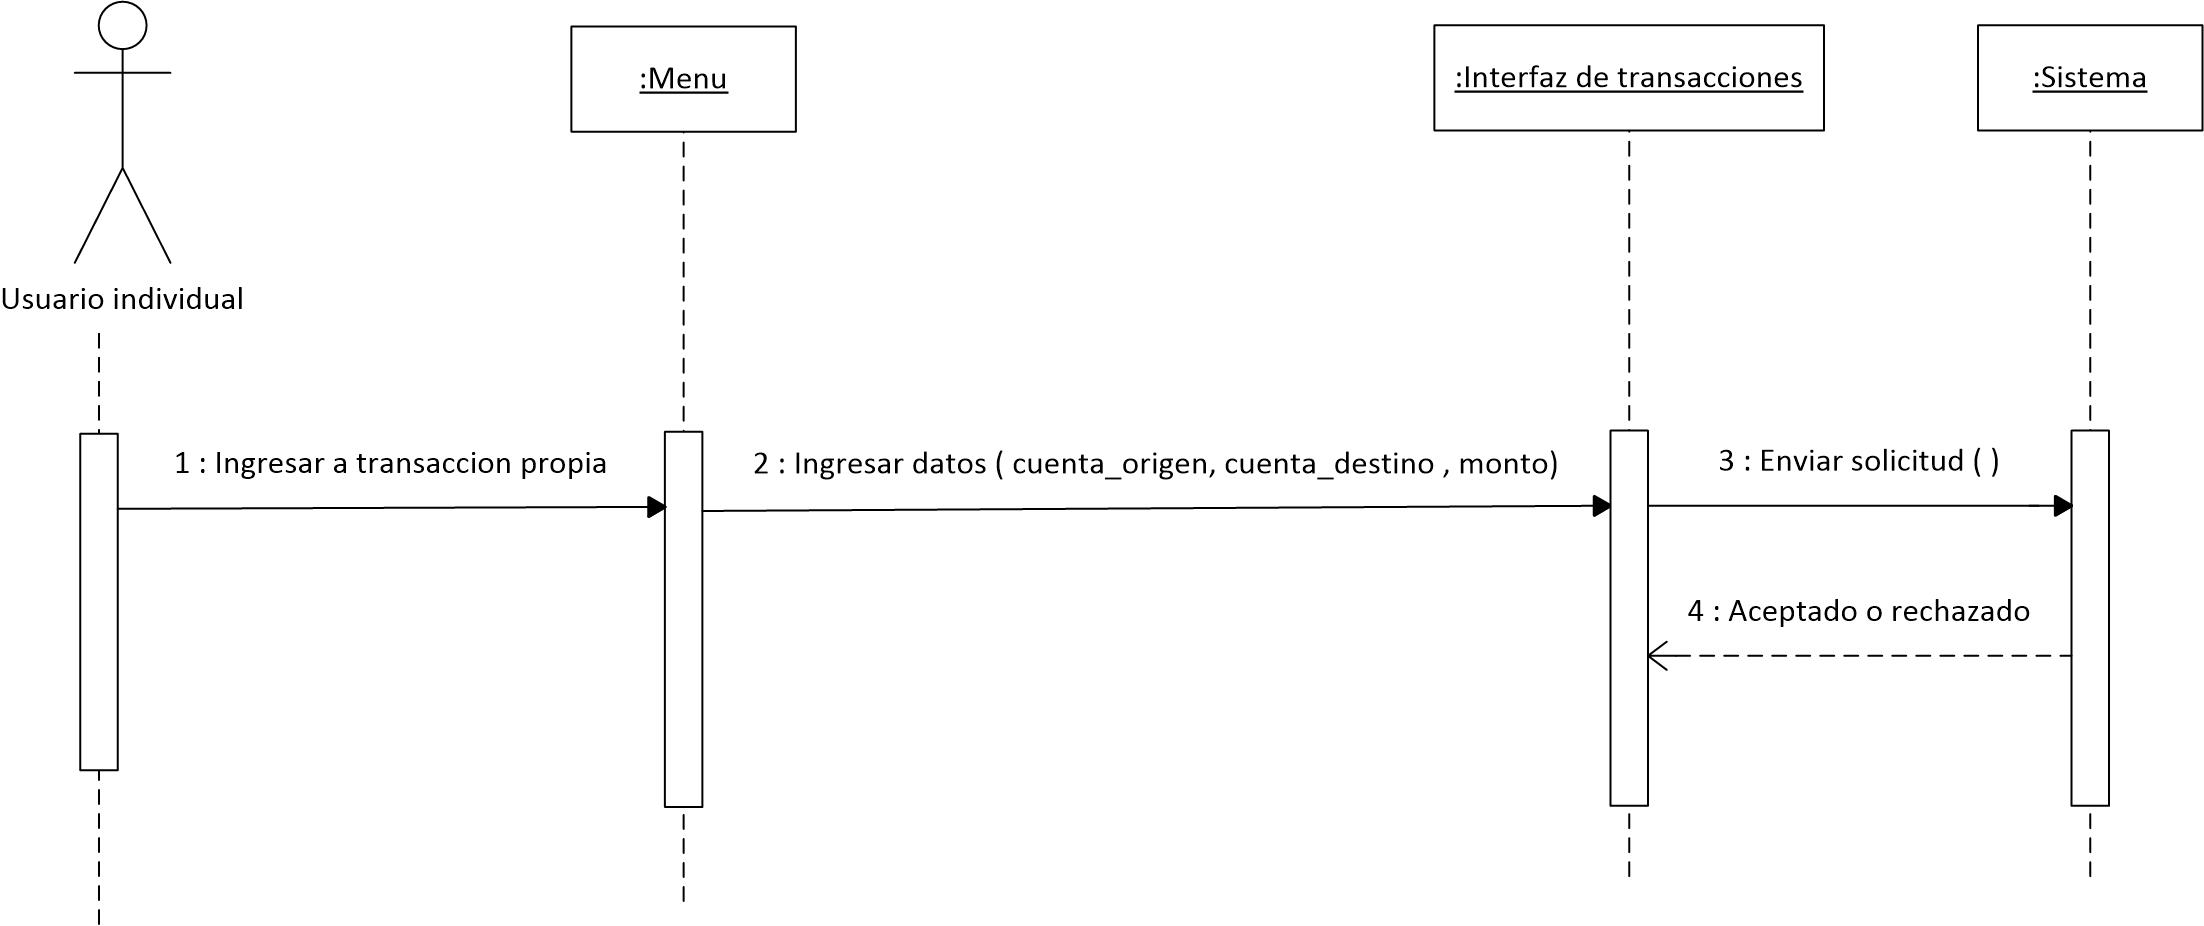 :Menu
:Interfaz de transacciones
:Sistema
Usuario individual
1 : Ingresar a transaccion propia
2 : Ingresar datos ( cuenta_origen, cuenta_destino , monto)
3 : Enviar solicitud ( )
4 : Aceptado o rechazado